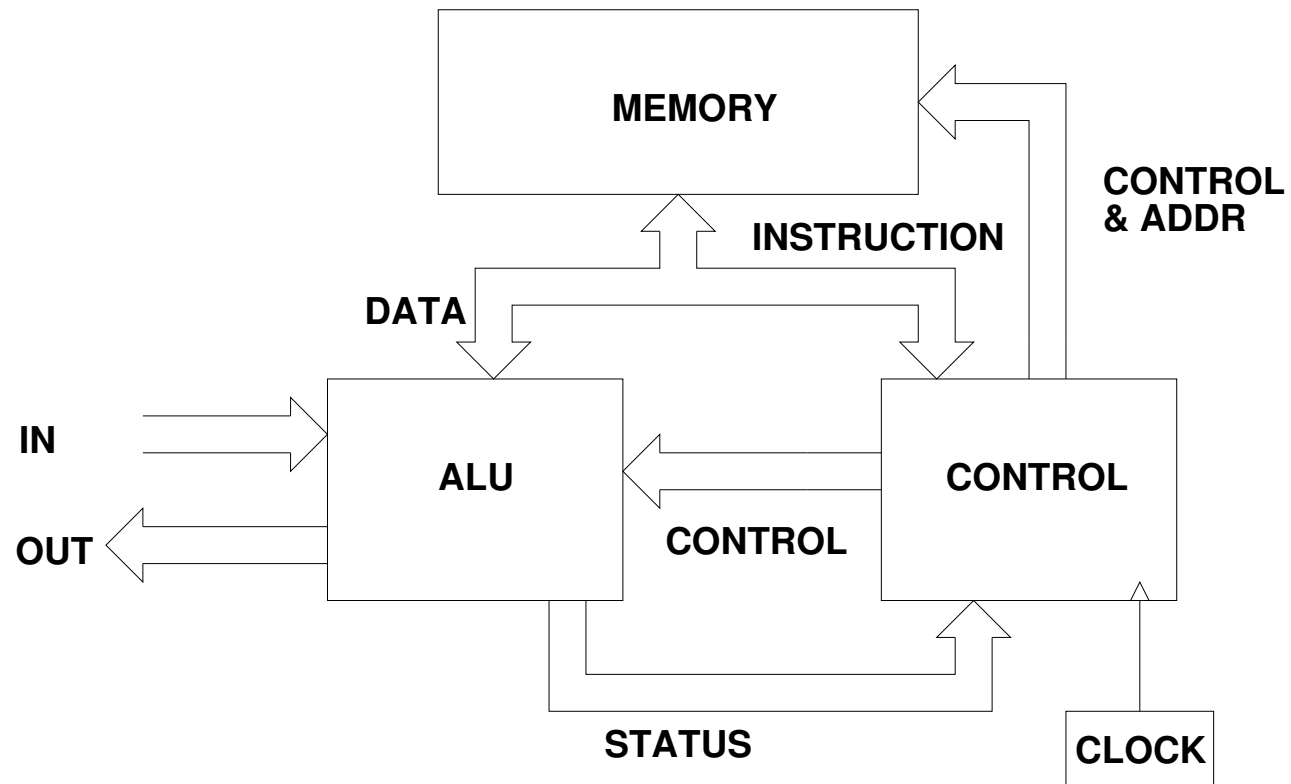 MEMORY
CONTROL
& ADDR
INSTRUCTION
DATA
IN
ALU
CONTROL
OUT
CONTROL
STATUS
CLOCK